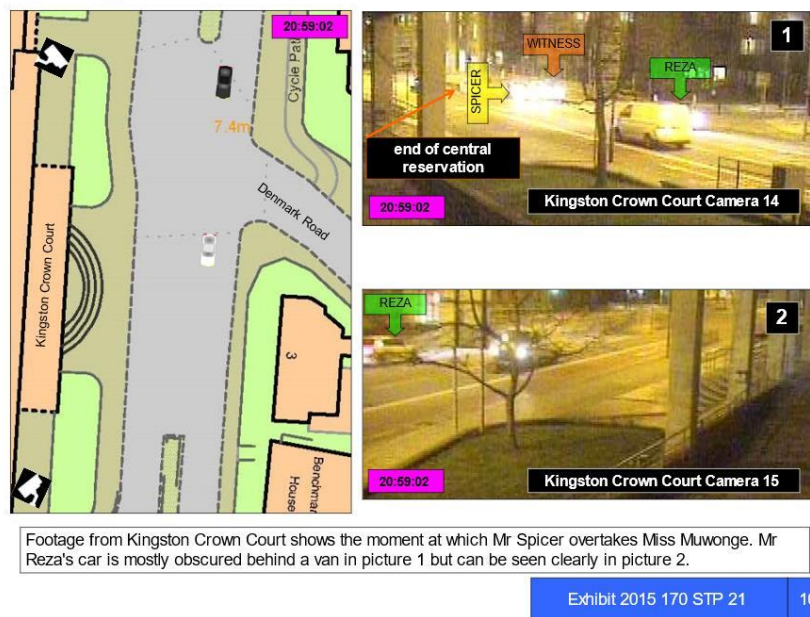 20:59:02
Cycle Pat
7.4m
Denmark Road
Kingston Crown Court
3
Benchmar
House
1
WITNESS
REZA
SPICER
end of central
reservation
20:59:02
Kingston Crown Court Camera 14
REZA
2
20:59:02
Kingston Crown Court Camera 15
Footage from Kingston Crown Court shows the moment at which Mr Spicer overtakes Miss Muwonge. Mr
Reza's car is mostly obscured behind a van in picture 1 but can be seen clearly in picture 2.
Exhibit 2015 170 STP 21